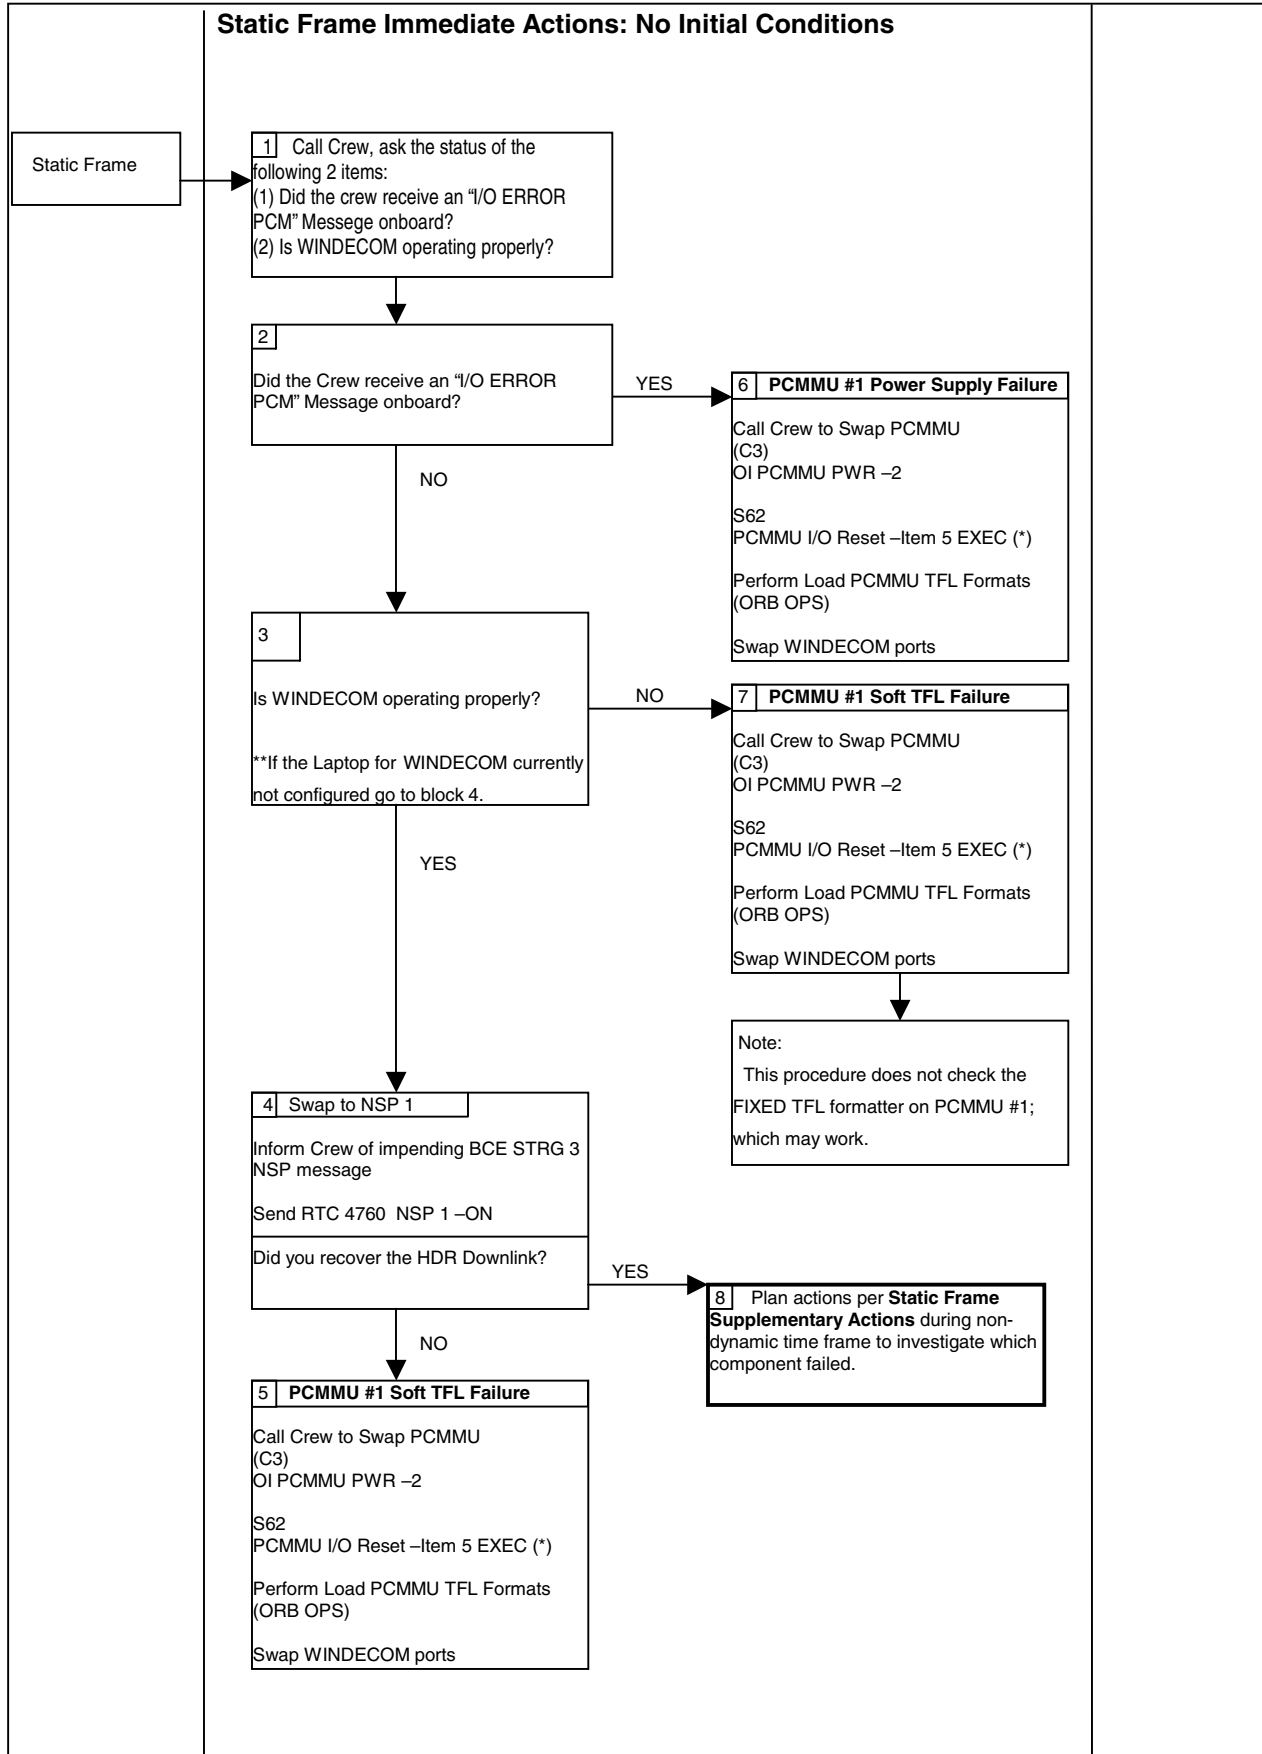 Static Frame Immediate Actions: No Initial Conditions
Static Frame
1 Call Crew, ask the status of the
following 2 items:
(1) Did the crew receive an “I/O ERROR
PCM” Messege onboard?
(2) Is WINDECOM operating properly?
2
Did the Crew receive an “I/O ERROR
PCM” Message onboard?
YES
NO
6 PCMMU #1 Power Supply Failure
Call Crew to Swap PCMMU
(C3)
OI PCMMU PWR –2
S62
PCMMU I/O Reset –Item 5 EXEC (*)
Perform Load PCMMU TFL Formats
(ORB OPS)
Swap WINDECOM ports
3
Is WINDECOM operating properly?
**If the Laptop for WINDECOM currently
not configured go to block 4.
NO
YES
7 PCMMU #1 Soft TFL Failure
Call Crew to Swap PCMMU
(C3)
OI PCMMU PWR –2
S62
PCMMU I/O Reset –Item 5 EXEC (*)
Perform Load PCMMU TFL Formats
(ORB OPS)
Swap WINDECOM ports
Note:
This procedure does not check the
FIXED TFL formatter on PCMMU #1;
which may work.
4 Swap to NSP 1
Inform Crew of impending BCE STRG 3
NSP message
Send RTC 4760 NSP 1 –ON
Did you recover the HDR Downlink?
YES
NO
8 Plan actions per Static Frame
Supplementary Actions during non-
dynamic time frame to investigate which
component failed.
5 PCMMU #1 Soft TFL Failure
Call Crew to Swap PCMMU
(C3)
OI PCMMU PWR –2
S62
PCMMU I/O Reset –Item 5 EXEC (*)
Perform Load PCMMU TFL Formats
(ORB OPS)
Swap WINDECOM ports